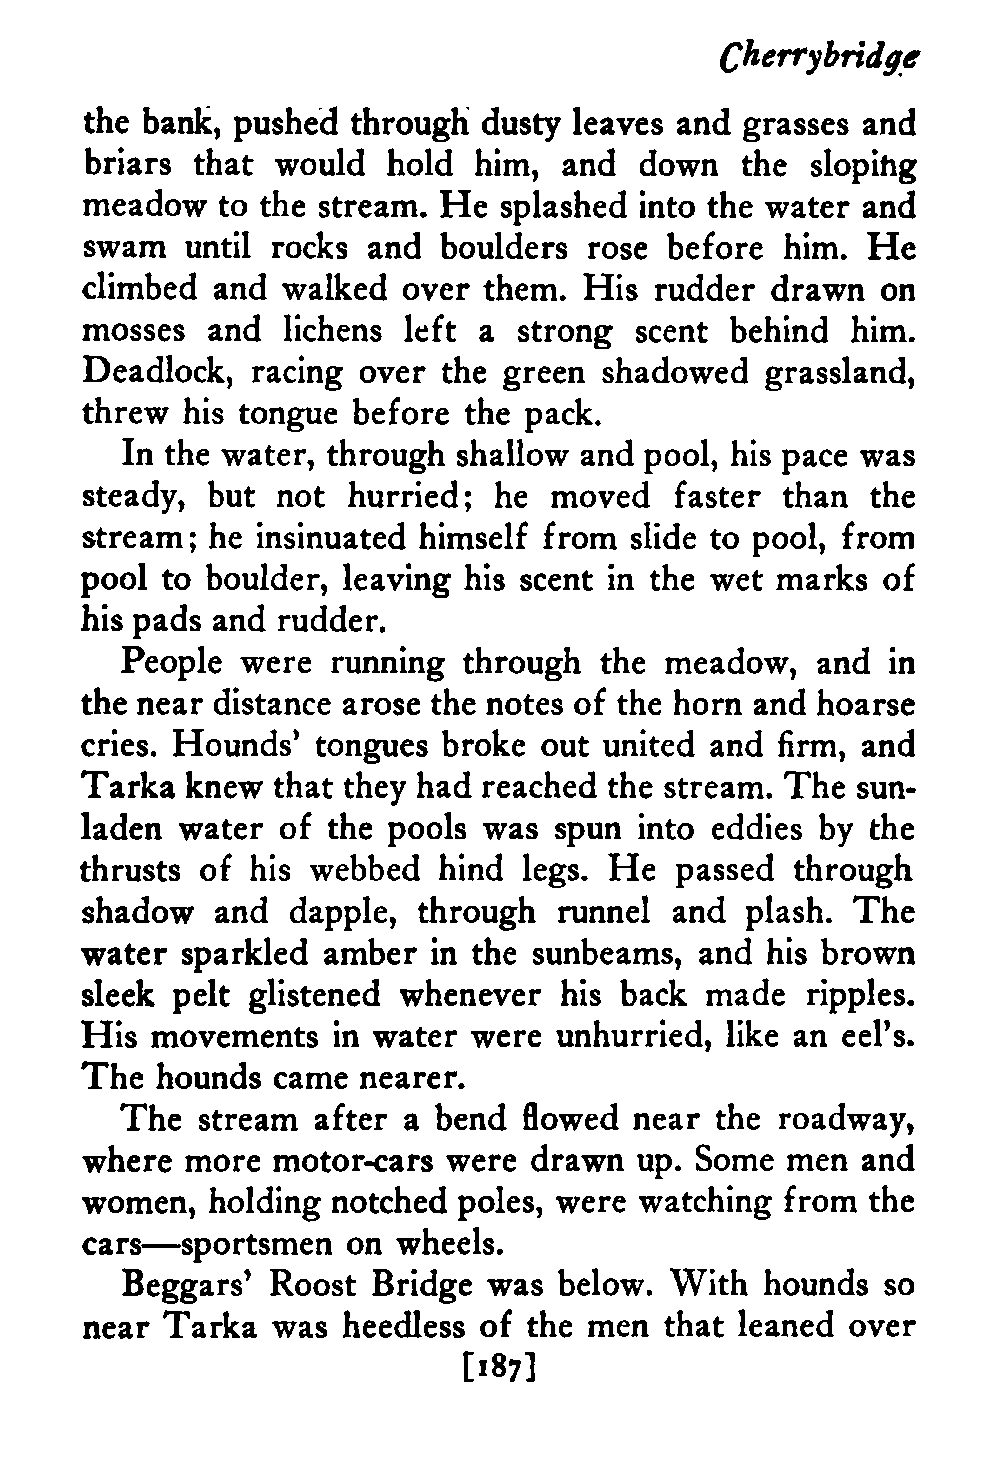 Cherrybridge
the bank, pushed through dusty leaves and grasses and
briars that would hold him, and down the sloping
meadow to the stream. He splashed into the water and
swam until rocks and boulders rose before him. He
climbed and walked over them. His rudder drawn on
mosses and lichens left a strong scent behind him.
Deadlock, racing over the green shadowed grassland,
threw his tongue before the pack.
In the water, through shallow and pool, his pace was
steady, but not hurried; he moved faster than the
stream; he insinuated himself from slide to pool, from
pool to boulder, leaving his scent in the wet marks of
his pads and rudder.
People were running through the meadow, and in
the near distance arose the notes of the horn and hoarse
cries. Hounds' tongues broke out united and firm, and
Tarka knew that they had reached the stream. The sun-
laden water of the pools was spun into eddies by the
thrusts of his webbed hind legs. He passed through
shadow and dapple, through runnel and plash. The
water sparkled amber in the sunbeams, and his brown
sleek pelt glistened whenever his back made ripples.
His movements in water were unhurried, like an eel's.
The hounds came nearer.
The stream after a bend flowed near the roadway,
where more motor-cars were drawn up. Some men and
women, holding notched poles, were watching from the
cars—sportsmen on wheels.
Beggars' Roost Bridge was below. With hounds so
near Tarka was heedless of the men that leaned over
[187]